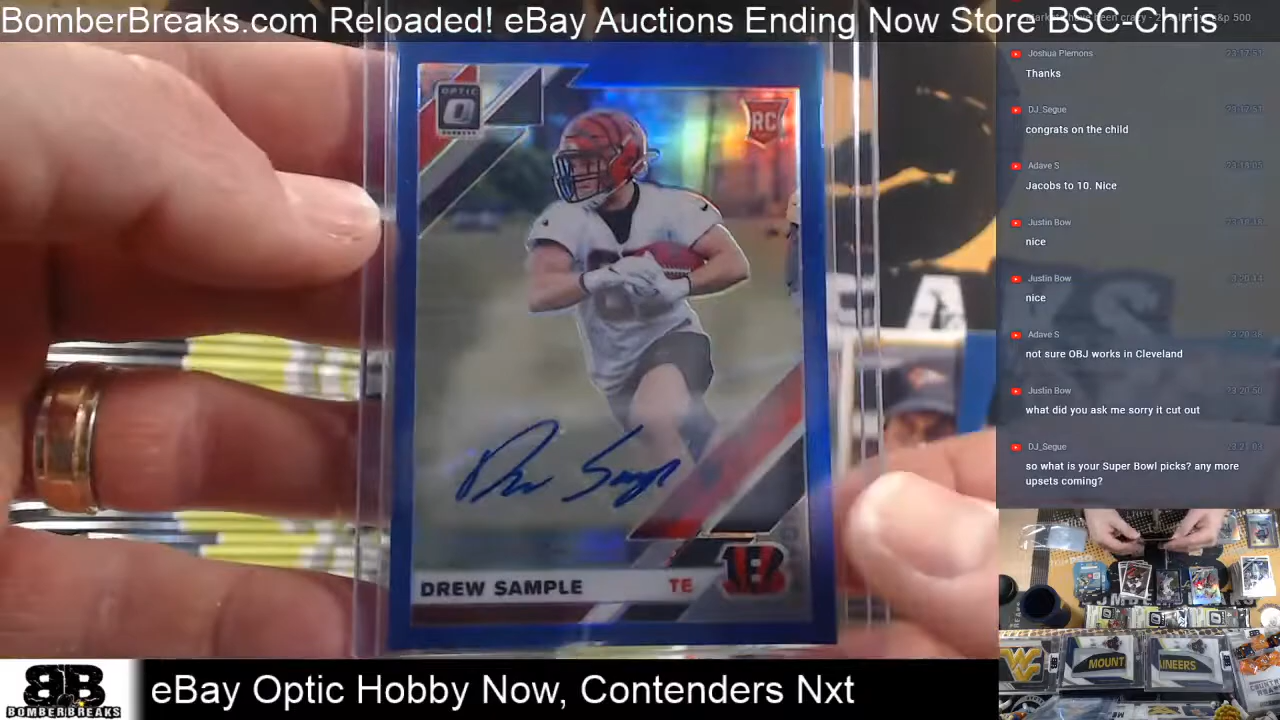 BomberBreaks.com Reloaded! eBay Auctions Ending Now Store BSC-Chris
OPTIC
RC
DREW SAMPLE TE
Joshua Plemons
Thanks
DJ_Segue
congrats on the child
Adave S
Jacobs to 10. Nice
Justin Bow
nice
Justin Bow
nice
Adave S
not sure OBJ works in Cleveland
Justin Bow
what did you ask me sorry it cut out
DJ_Segue
so what is your Super Bowl picks? any more
upsets coming?
MOUNT
AINEERS
BB
BOMBERBREAKS
eBay Optic Hobby Now, Contenders Nxt